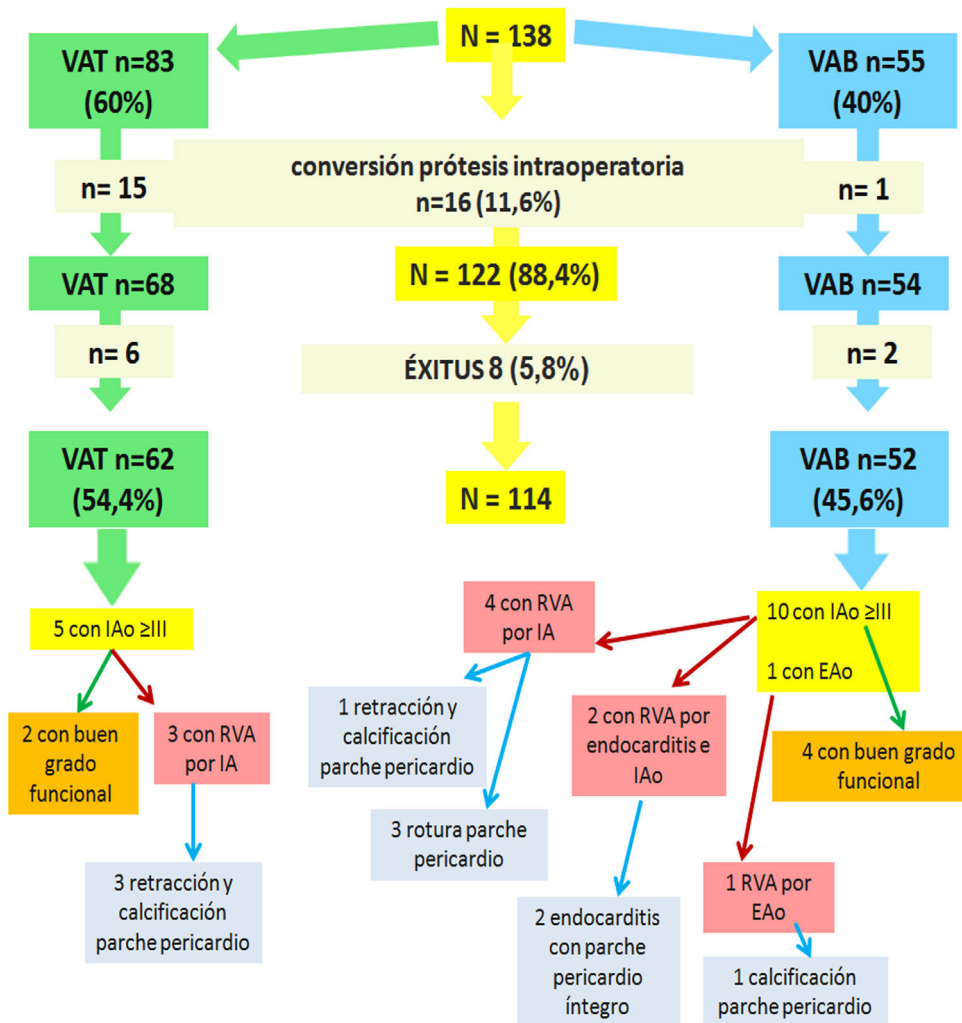 N = 138
VAT n=83
(60%)
VAB n=55
(40%)
conversión prótesis intraoperatoria
n=16 (11,6%)
n= 15
n= 1
VAT n=68
N = 122 (88,4%)
VAB n=54
n= 6
ÉXITUS 8 (5,8%)
n= 2
VAT n=62
(54,4%)
N = 114
VAB n=52
(45,6%)
5 con IAo ≥III
2 con buen
grado
funcional
3 con RVA
por IA
3 retracción y
calcificación
parche pericardio
4 con RVA
por IA
10 con IAo ≥III
1 con EAo
1 retracción y
calcificación
parche pericardio
2 con RVA por
endocarditis e
IAo
4 con buen grado
funcional
3 rotura parche
pericardio
1 RVA por
EAo
2 endocarditis
con parche
pericardio
íntegro
1 calcificación
parche pericardio